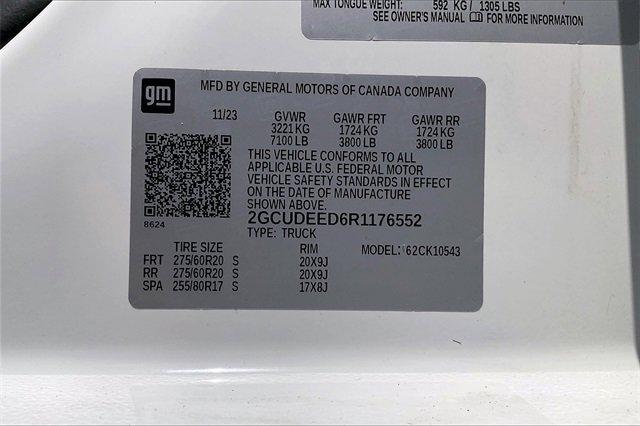 MAX TONGUE WEIGHT: 592 KG / 1305 LBS
SEE OWNER'S MANUAL FOR MORE INFORMATION
gm
MFD BY GENERAL MOTORS OF CANADA COMPANY
11/23 GVWR GAWR FRT GAWR RR
3221 KG 1724 KG 1724 KG
7100 LB 3800 LB 3800 LB
THIS VEHICLE CONFORMS TO ALL
APPLICABLE U.S. FEDERAL MOTOR
VEHICLE SAFETY STANDARDS IN EFFECT
ON THE DATE OF MANUFACTURE
SHOWN ABOVE.
8624
2GCUDEED6R1176552
TYPE: TRUCK
TIRE SIZE RIM MODEL: 62CK10543
FRT 275/60R20 S 20X9J
RR 275/60R20 S 20X9J
SPA 255/80R17 S 17X8J